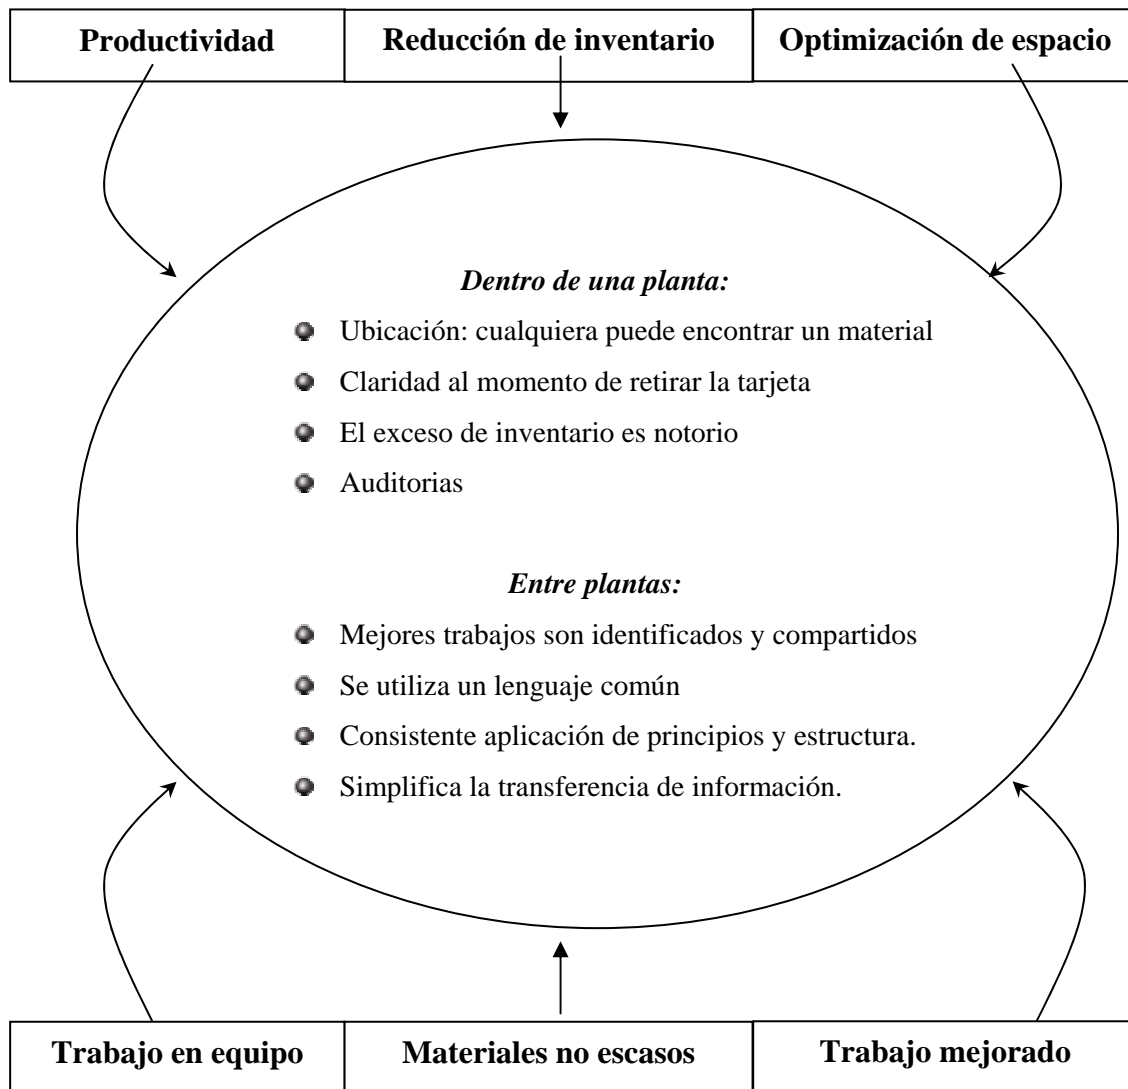 Productividad
Reducción de inventario
Optimización de espacio
Dentro de una planta:
Ubicación: cualquiera puede encontrar un material
Claridad al momento de retirar la tarjeta
El exceso de inventario es notorio
Auditorias
Entre plantas:
Mejores trabajos son identificados y compartidos
Se utiliza un lenguaje común
Consistente aplicación de principios y estructura.
Simplifica la transferencia de información.
Trabajo en equipo
Materiales no escasos
Trabajo mejorado